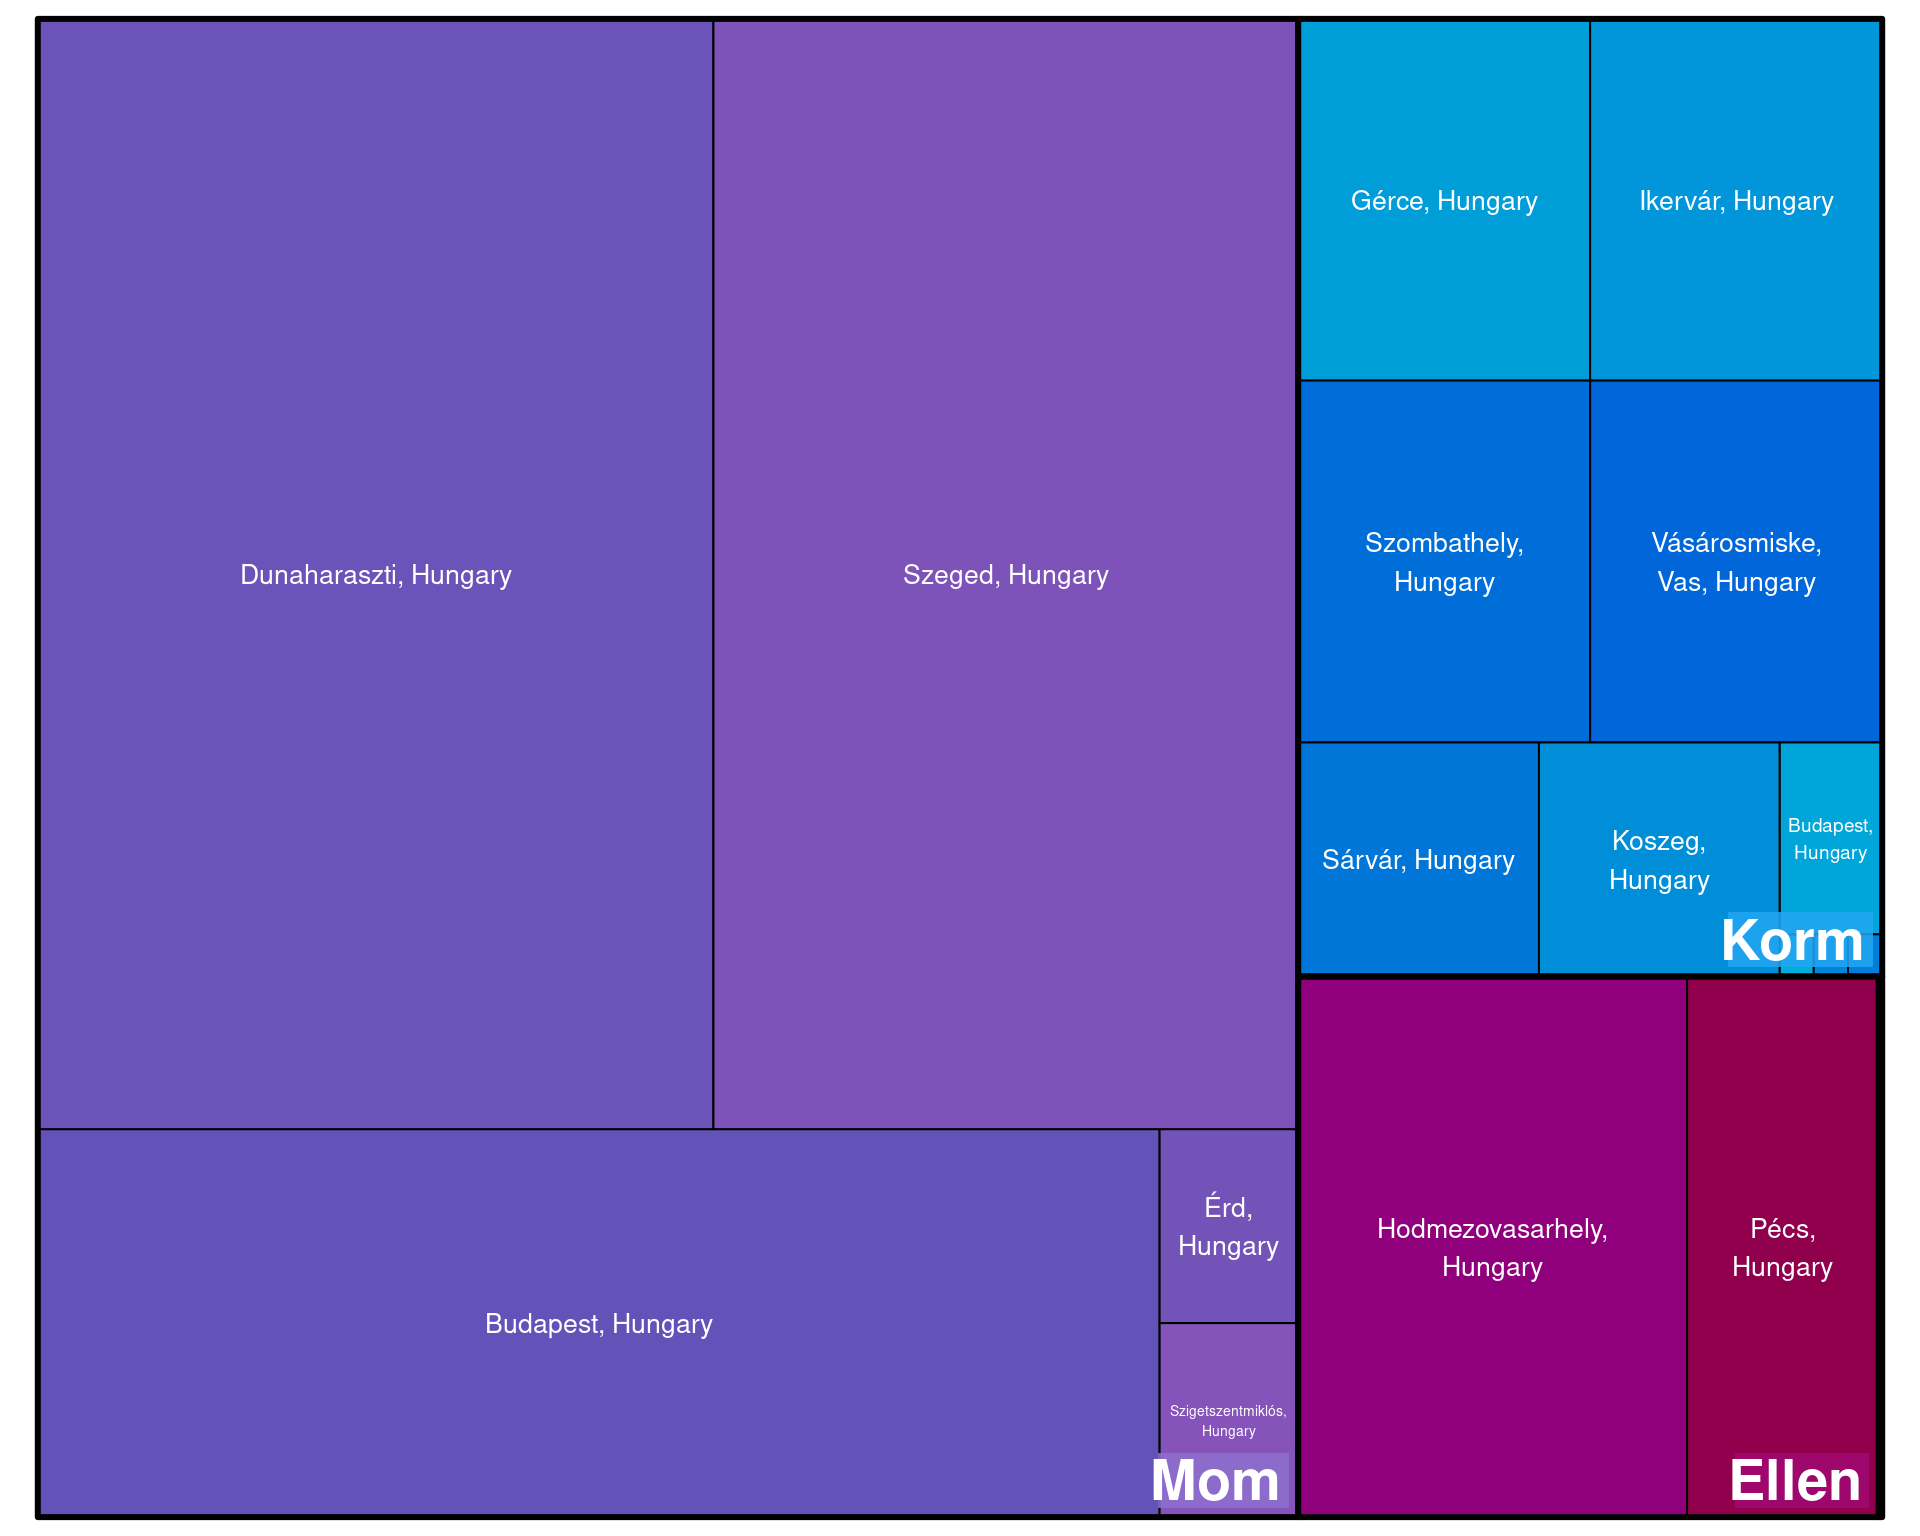 Dunaharaszti, Hungary
Szeged, Hungary
Budapest, Hungary
Érd,
Hungary
Szigetszentmiklós,
Hungary
Mom
Gérce, Hungary
Ikervár, Hungary
Szombathely,
Hungary
Vásárosmiske,
Vas, Hungary
Sárvár, Hungary
Koszeg,
Hungary
Budapest,
Hungary
Korm
Hodmezovasarhely,
Hungary
Pécs,
Hungary
Ellen